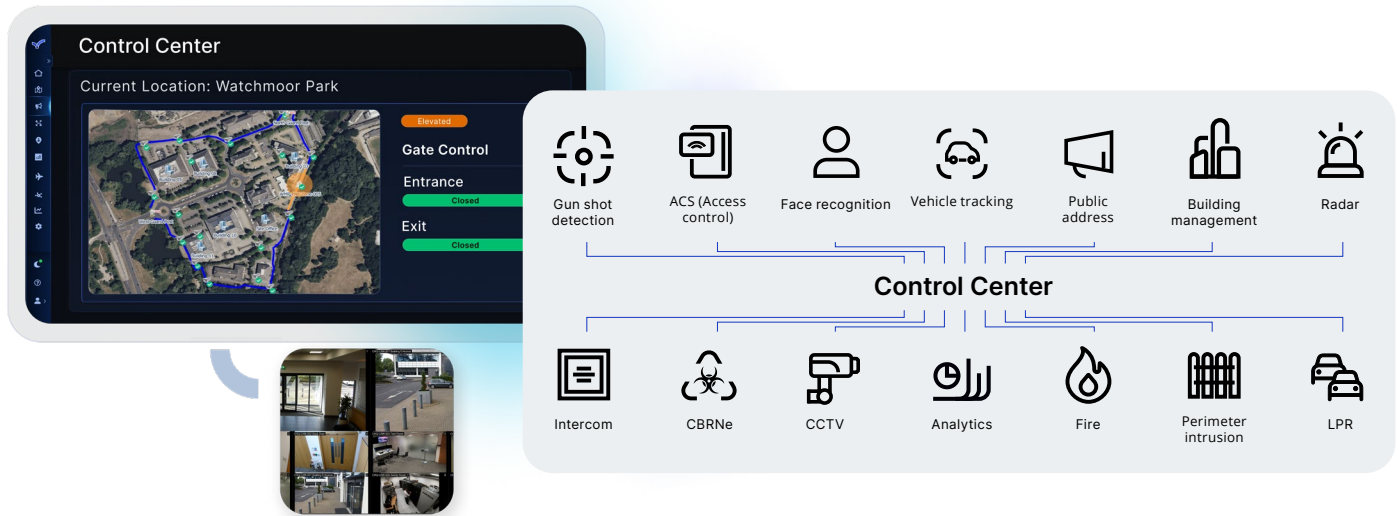 Control Center
Current Location: Watchmoor Park
Elevated
Gate Control
Entrance
Closed
Exit
Closed
Gun shot
detection
ACS (Access
control)
Face recognition
Vehicle tracking
Public
address
Building
management
Radar
Control Center
Intercom
CBRNe
CCTV
Analytics
Fire
Perimeter
intrusion
LPR